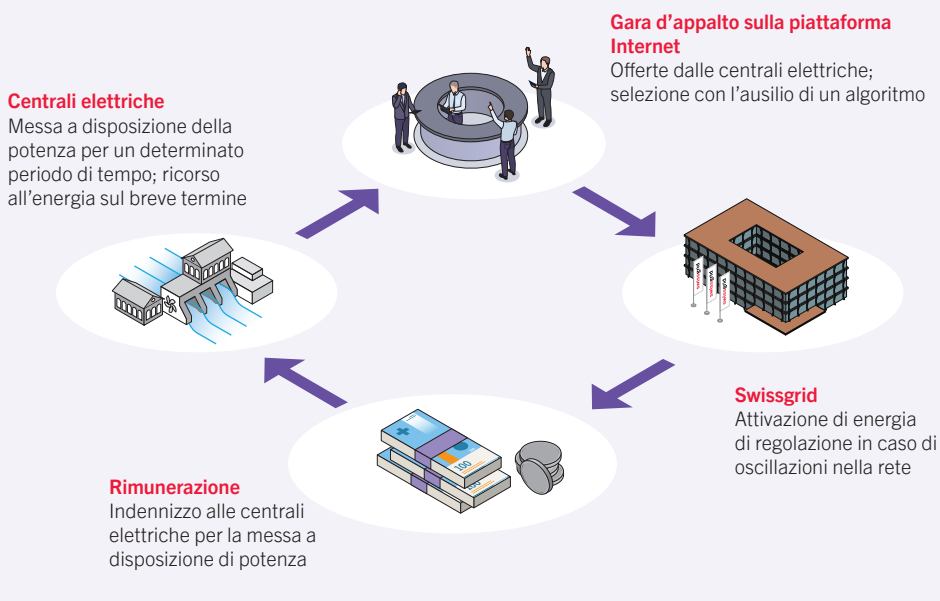 Gara d'appalto sulla piattaforma
Internet
Offerte dalle centrali elettriche;
selezione con l'ausilio di un algoritmo
Centrali elettriche
Messa a disposizione della
potenza per un determinato
periodo di tempo; ricorso
all'energia sul breve termine
Swissgrid
Attivazione di energia
di regolazione in caso di
oscillazioni nella rete
100
100
Rimunerazione
Indennizzo alle centrali
elettriche per la messa a
disposizione di potenza